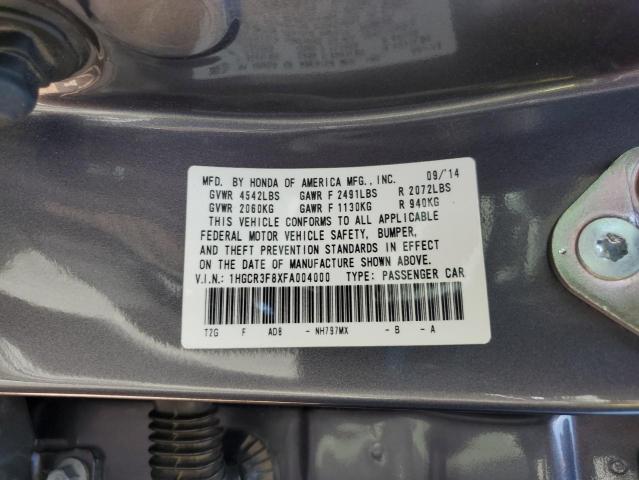 MFD. BY HONDA OF AMERICA MFG., INC. 09/'14
GVWR 4542LBS GAWR F 2491LBS R 2072LBS
GVWR 2060KG GAWR F 1130KG R 940KG
THIS VEHICLE CONFORMS TO ALL APPLICABLE
FEDERAL MOTOR VEHICLE SAFETY, BUMPER,
AND THEFT PREVENTION STANDARDS IN EFFECT
ON THE DATE OF MANUFACTURE SHOWN ABOVE.
V.I.N.: 1HGCR3F8XFA004000 TYPE: PASSENGER CAR
T2G F AD8 - NH797MX - B - A